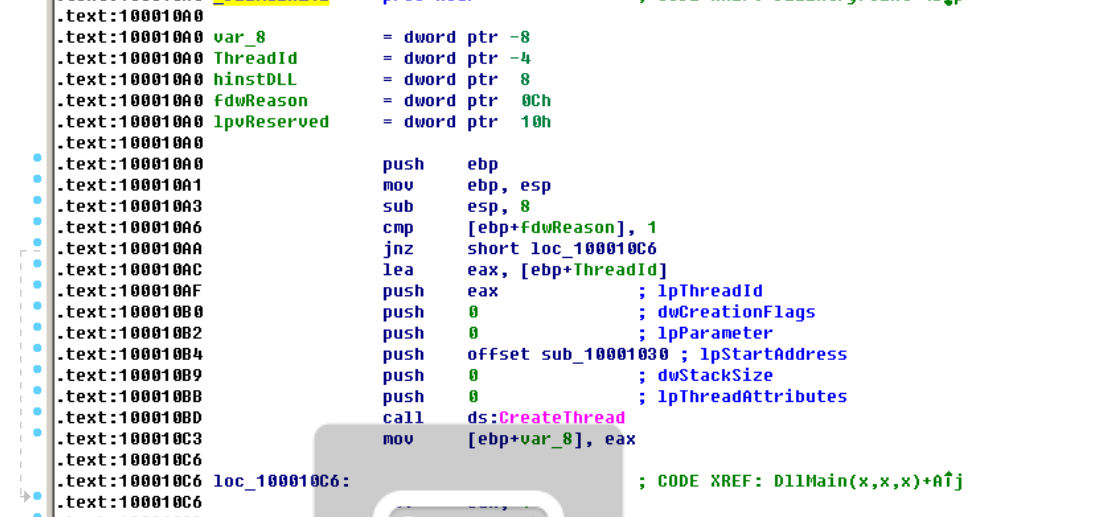 .text:100010A0
.text:100010A0 var_8 = dword ptr -8
.text:100010A0 ThreadId = dword ptr -4
.text:100010A0 hinstDLL = dword ptr 8
.text:100010A0 fdwReason = dword ptr 0Ch
.text:100010A0 lpvReserved = dword ptr 10h
.text:100010A0
.text:100010A0 push ebp
.text:100010A1 mov ebp, esp
.text:100010A3 sub esp, 8
.text:100010A6 cmp [ebp+fdwReason], 1
.text:100010AA jnz short loc_100010C6
.text:100010AC lea eax, [ebp+ThreadId]
.text:100010AF push eax ; lpThreadId
.text:100010B0 push 0 ; dwCreationFlags
.text:100010B2 push 0 ; lpParameter
.text:100010B4 push offset sub_10001030 ; lpStartAddress
.text:100010B9 push 0 ; dwStackSize
.text:100010BB push 0 ; lpThreadAttributes
.text:100010BD call ds:CreateThread
.text:100010C3 mov [ebp+var_8], eax
.text:100010C6
.text:100010C6 loc_100010C6: ; CODE XREF: DllMain(x,x,x)+A↑j
.text:100010C6